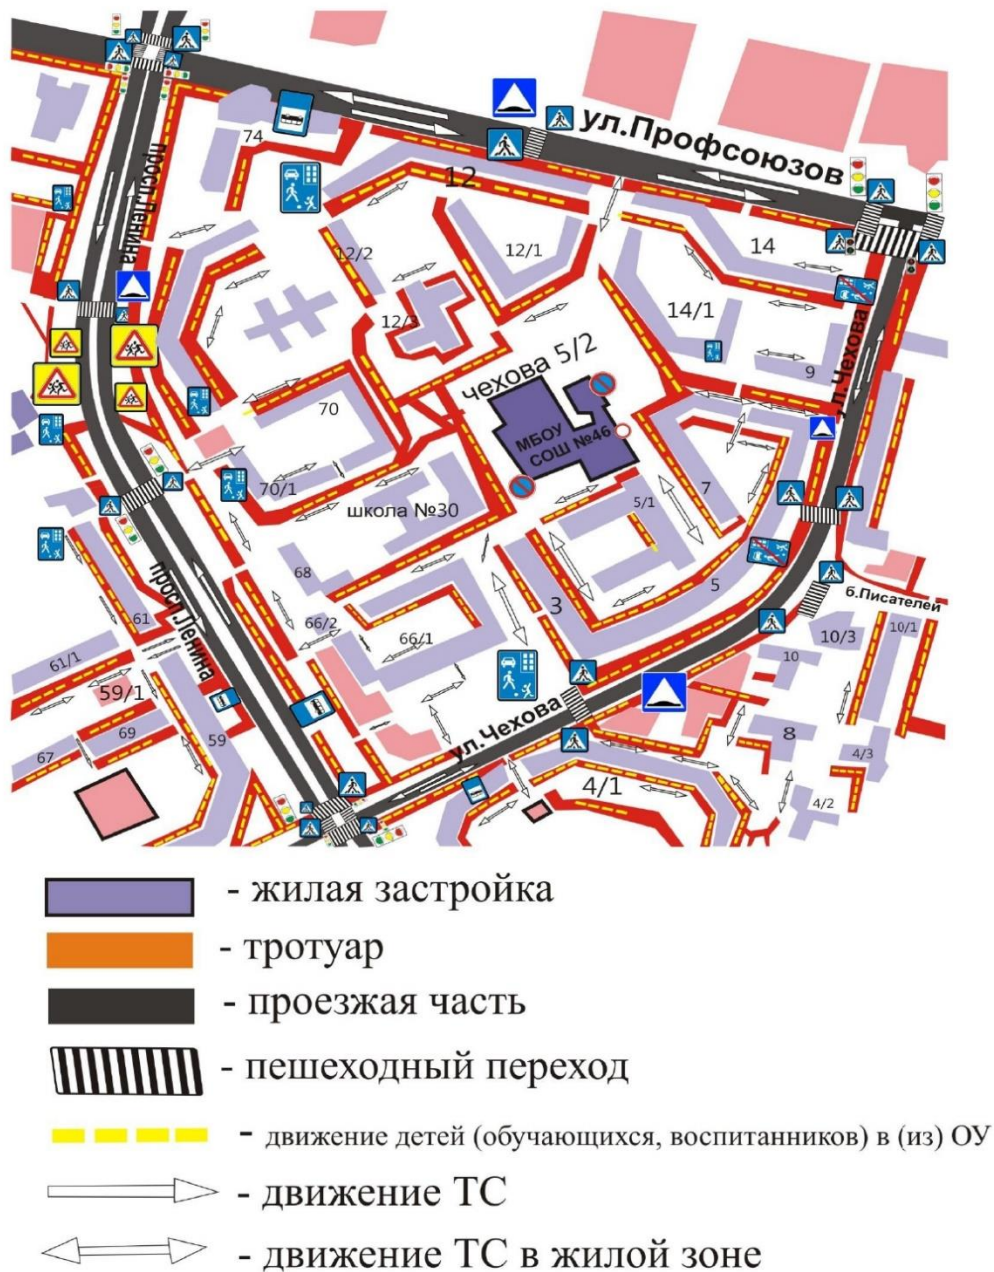 ул.Профсоюзов
74
12
просп.Ленина
12/2
12/1
14
12/3
14/1
чехова 5/2
9
ул.Чехова
70
МБОУ
СОШ №46
70/1
школа №30
5/1
7
68
3
5
б.Писателей
61
66/2
66/1
10/3
10/1
просп.Ленина
10
61/1
59/1
ул.Чехова
8
69
59
67
4/1
4/3
4/2
- жилая застройка
- тротуар
- проезжая часть
- пешеходный переход
- движение детей (обучающихся, воспитанников) в (из) ОУ
- движение ТС
- движение ТС в жилой зоне